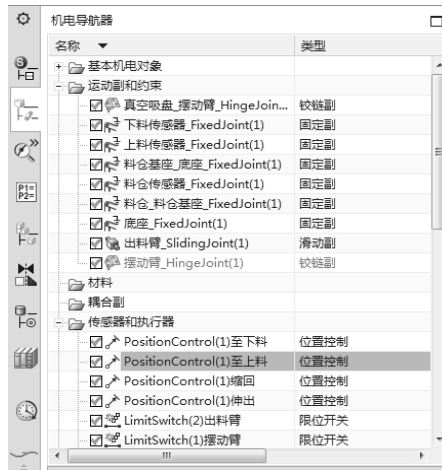 机电导航器
名称 类型
基本机电对象
运动副和约束
真空吸盘_摆动臂_HingeJoin... 铰链副
下料传感器_FixedJoint(1) 固定副
上料传感器_FixedJoint(1) 固定副
料仓基座_底座_FixedJoint(1) 固定副
料仓传感器_FixedJoint(1) 固定副
料仓_料仓基座_FixedJoint(1) 固定副
底座_FixedJoint(1) 固定副
出料臂_SlidingJoint(1) 滑动副
摆动臂_HingeJoint(1) 铰链副
材料
耦合副
传感器和执行器
PositionControl(1)至下料 位置控制
PositionControl(1)至上料 位置控制
PositionControl(1)缩回 位置控制
PositionControl(1)伸出 位置控制
LimitSwitch(2)出料臂 限位开关
LimitSwitch(1)摆动臂 限位开关
P1=
P2=